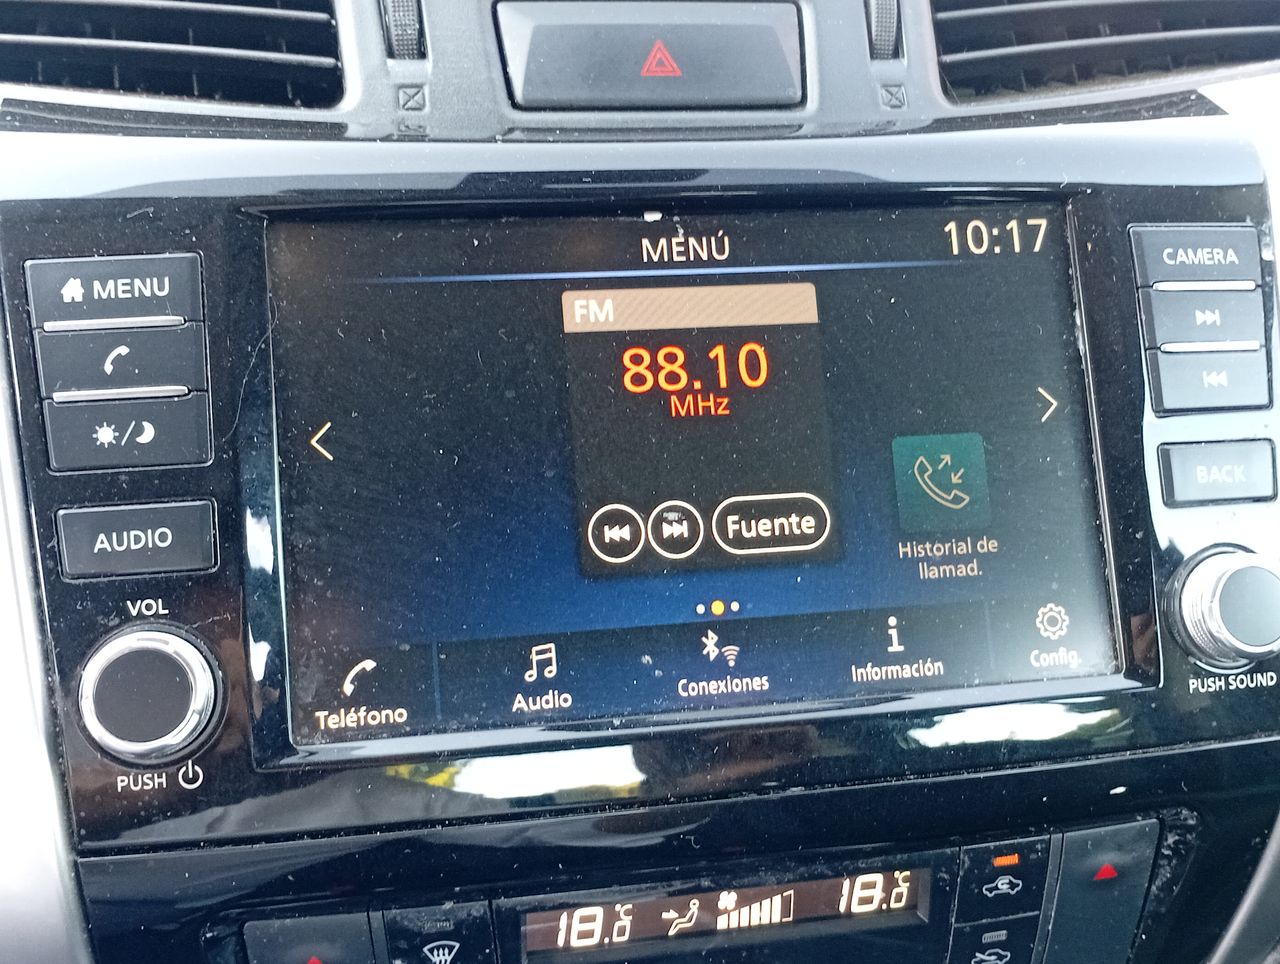 MENU
AUDIO
VOL
PUSH
MENÚ
10:17
FM
88.10
MHz
Fuente
Historial de
llamad.
Teléfono
Audio
Conexiones
Información
Config.
CAMERA
BACK
PUSH SOUND
18.0°C
18.0°C